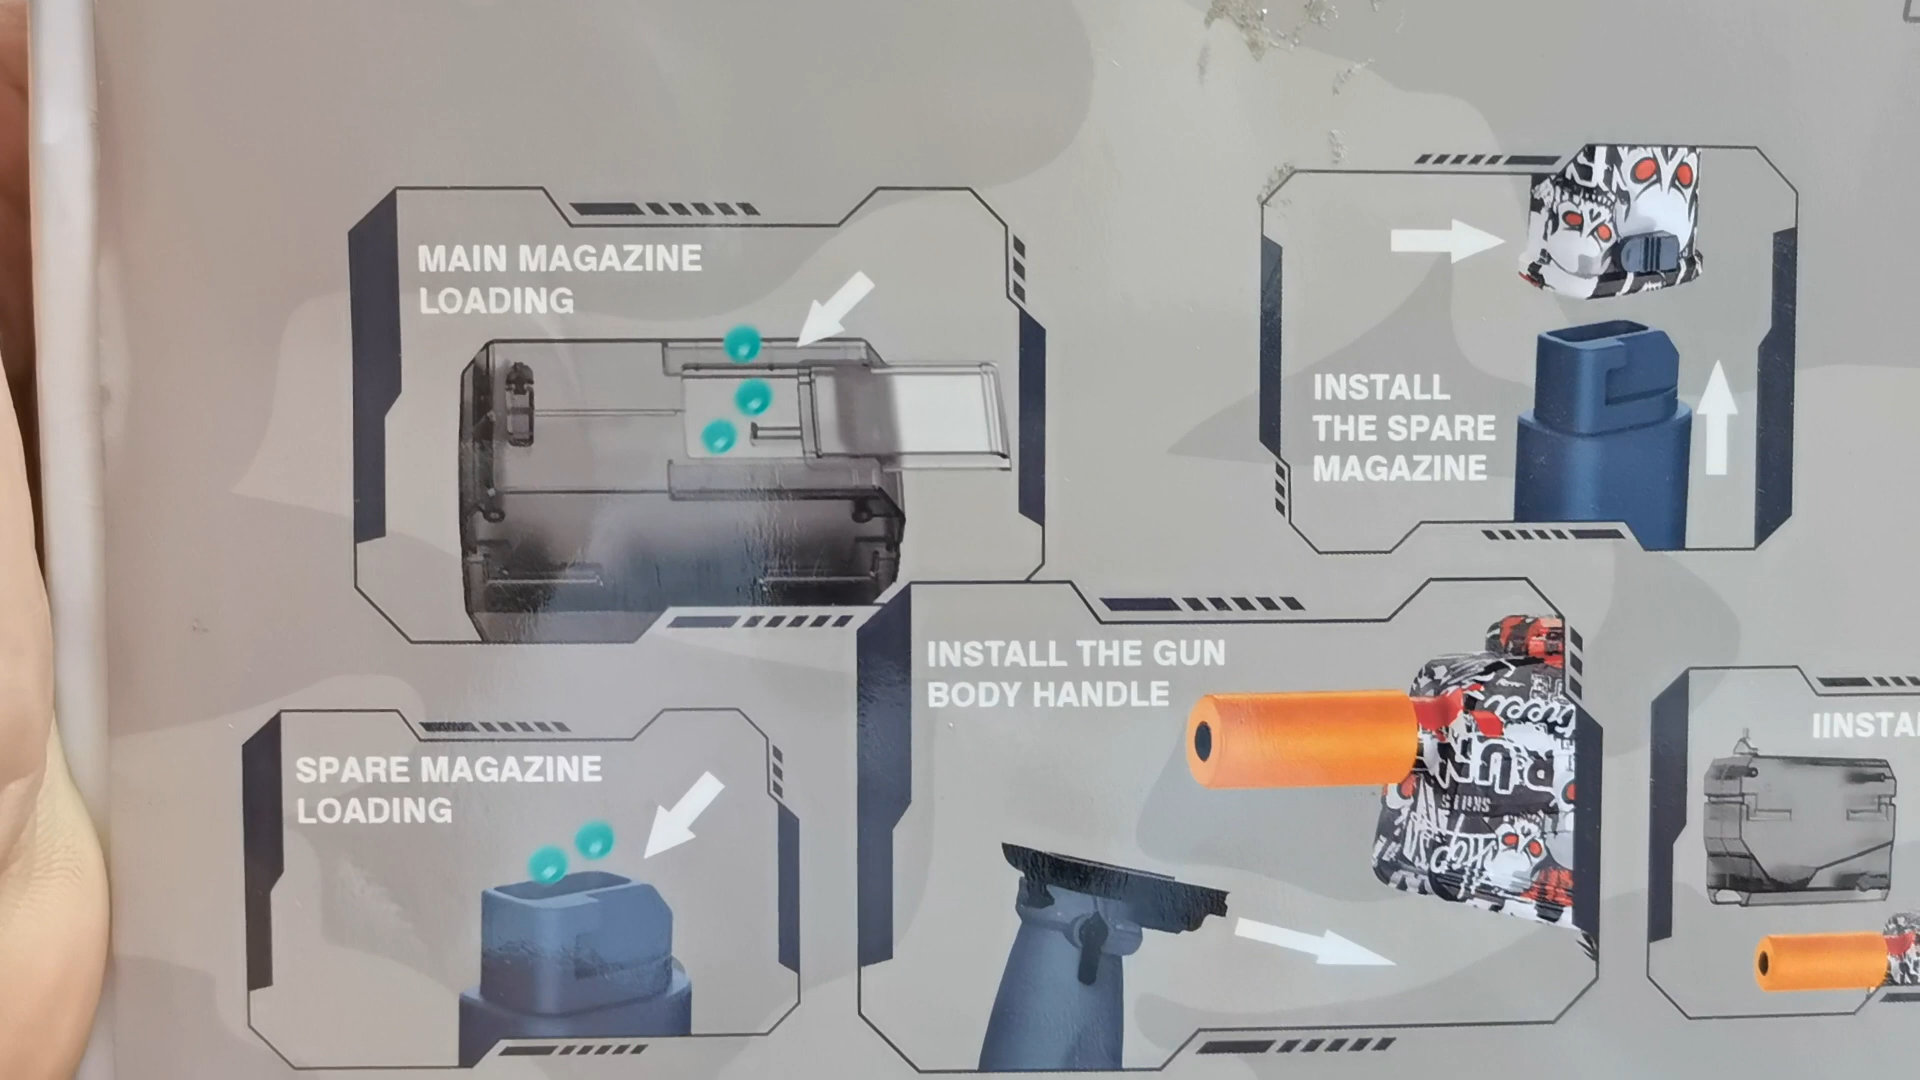 MAIN MAGAZINE
LOADING
INSTALL
THE SPARE
MAGAZINE
INSTALL THE GUN
BODY HANDLE
SPARE MAGAZINE
LOADING